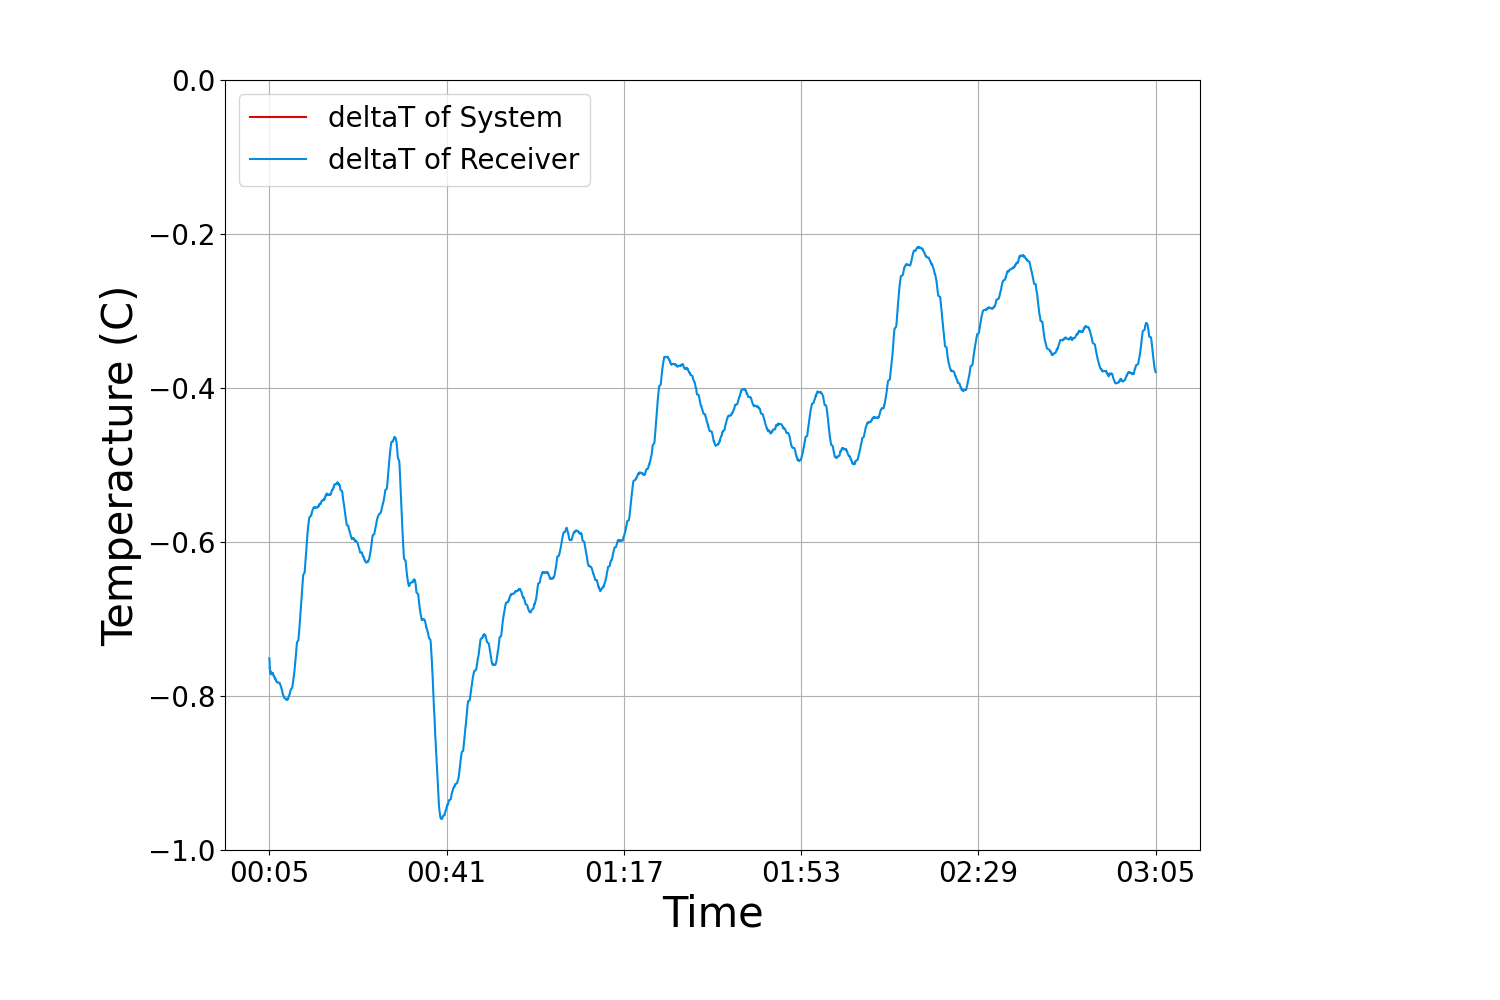 0.0
deltaT of System
deltaT of Receiver
−0.2
−0.4
−0.6
−0.8
−1.0
Temperacture (C)
00:05 00:41 01:17 01:53 02:29 03:05
Time